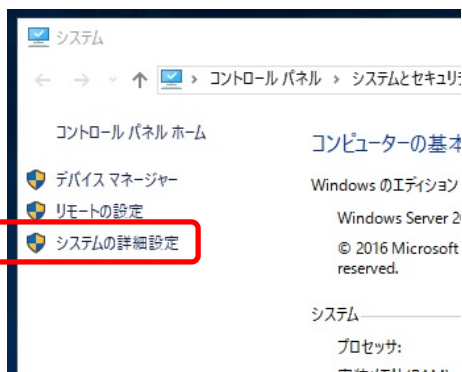 システム
コントロール パネル › システムとセキュリ
コントロール パネル ホーム
デバイス マネージャー
リモートの設定
システムの詳細設定
コンピューターの基本
Windows のエディション
Windows Server 2
© 2016 Microsoft
reserved.
システム
プロセッサ: